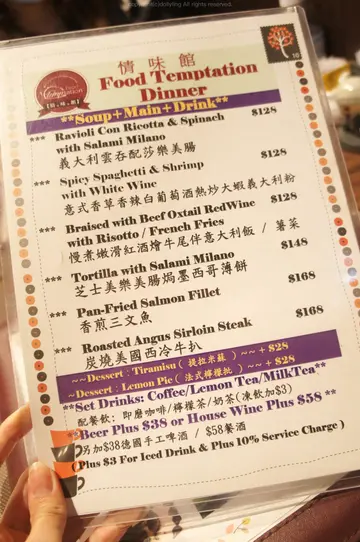 All rights reserved.
情味館
Food Temptation
Dinner
10
**Soup+Main+Drink**
*** Ravioli Con Ricotta & Spinach $128
with Salami Milano
義大利雲吞配莎樂美腸
*** Spicy Spaghetti & Shrimp $128
with White Wine
意式香草香辣白葡萄酒熱炒大蝦義大利粉
*** Braised with Beef Oxtail RedWine $128
with Risotto / French Fries
慢煮嫩滑紅酒燴牛尾伴意大利飯 / 薯菜
*** Tortilla with Salami Milano $148
芝士美樂美腸焗墨西哥薄餅
*** Pan-Fried Salmon Fillet $168
香煎三文魚
*** Roasted Angus Sirloin Steak $168
炭燒美國西冷牛扒
~~Dessert：Tiramisu ( 提拉米蘇 ) ~~ + $28
~Dessert：Lemon Pie ( 法式檸檬批 ) ~~ + $28
**Set Drinks: Coffee/Lemon Tea/MilkTea**
配餐飲: 即磨咖啡/檸檬茶/奶茶(凍飲加$3)
*Beer Plus $38 or House Wine Plus $58 **
另加$38德國手工啤酒 / $58餐酒
( Plus $3 For Iced Drink & Plus 10% Service Charge )